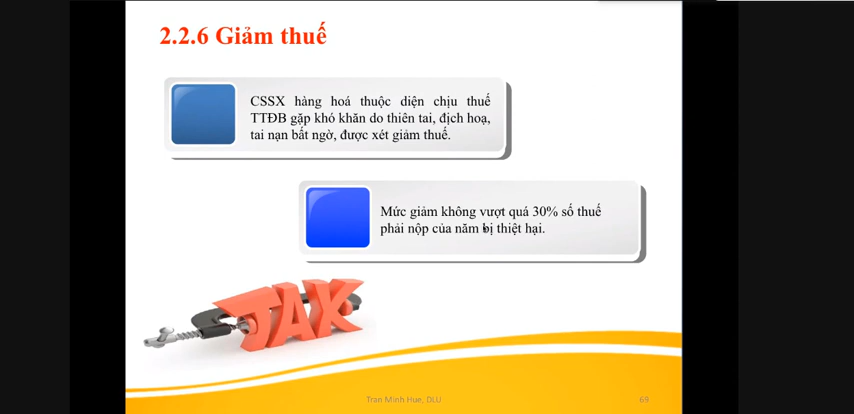 2.2.6 Giảm thuế
CSSX hàng hoá thuộc diện chịu thuế
TTĐB gặp khó khăn do thiên tai, địch hoạ,
tai nạn bất ngờ, được xét giảm thuế.
Mức giảm không vượt quá 30% số thuế
phải nộp của năm bị thiệt hại.
TAX
Tran Minh Hue, DLU
69